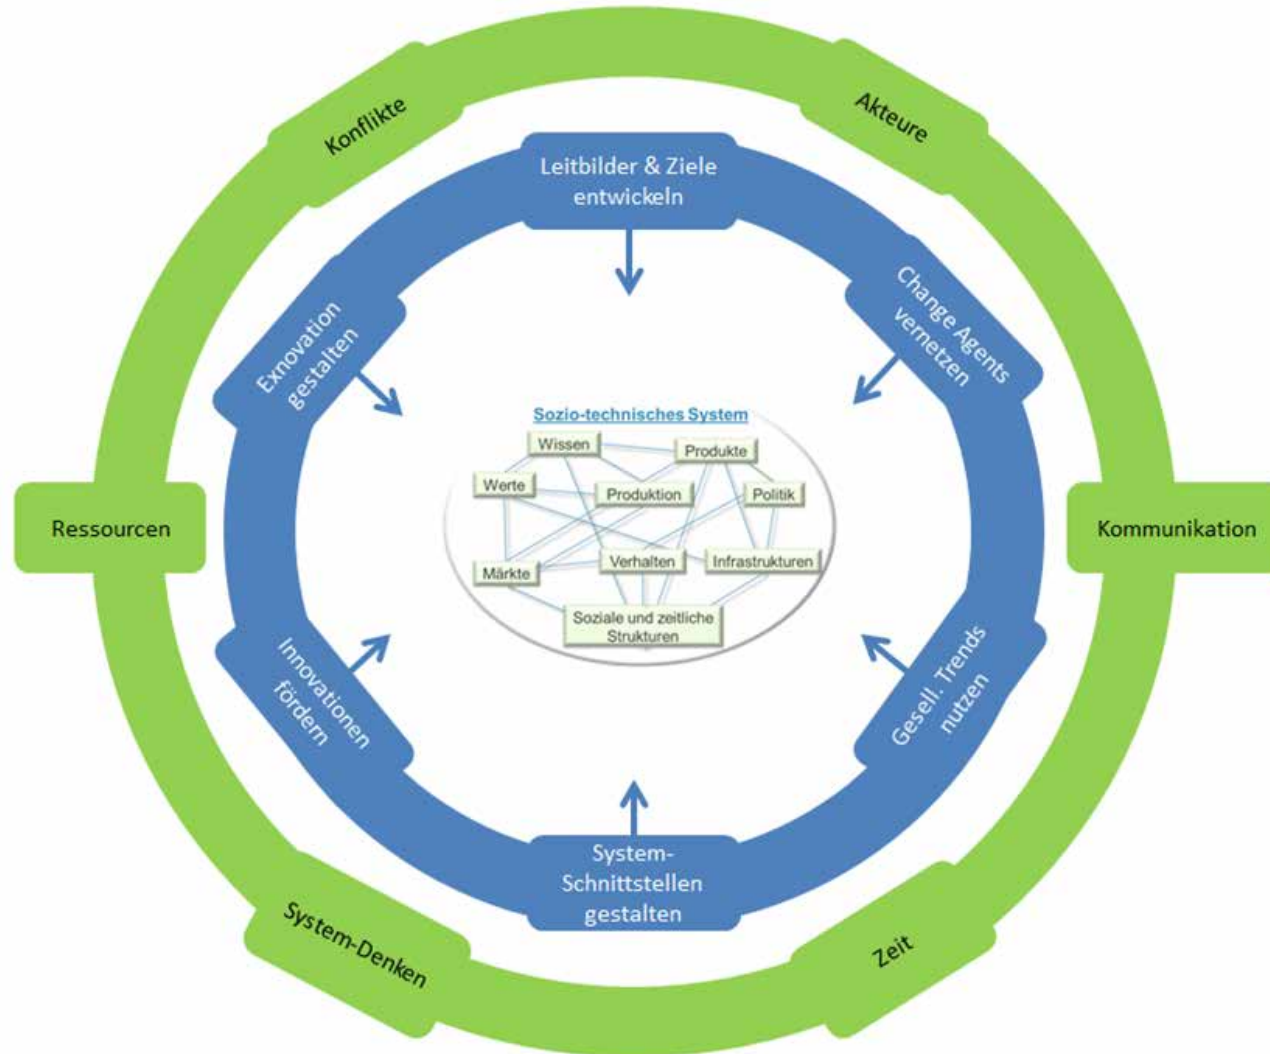 Konflikte
Akteure
Leitbilder & Ziele
entwickeln
Exnovation
gestalten
Change Agents
vernetzen
Sozio-technisches System
Wissen
Produkte
Werte
Produktion
Politik
Ressourcen
Kommunikation
Märkte
Verhalten
Infrastrukturen
Soziale und zeitliche
Strukturen
Innovationen
fördern
Gesell. Trends
nutzen
System-
Schnittstellen
gestalten
System-Denken
Zeit